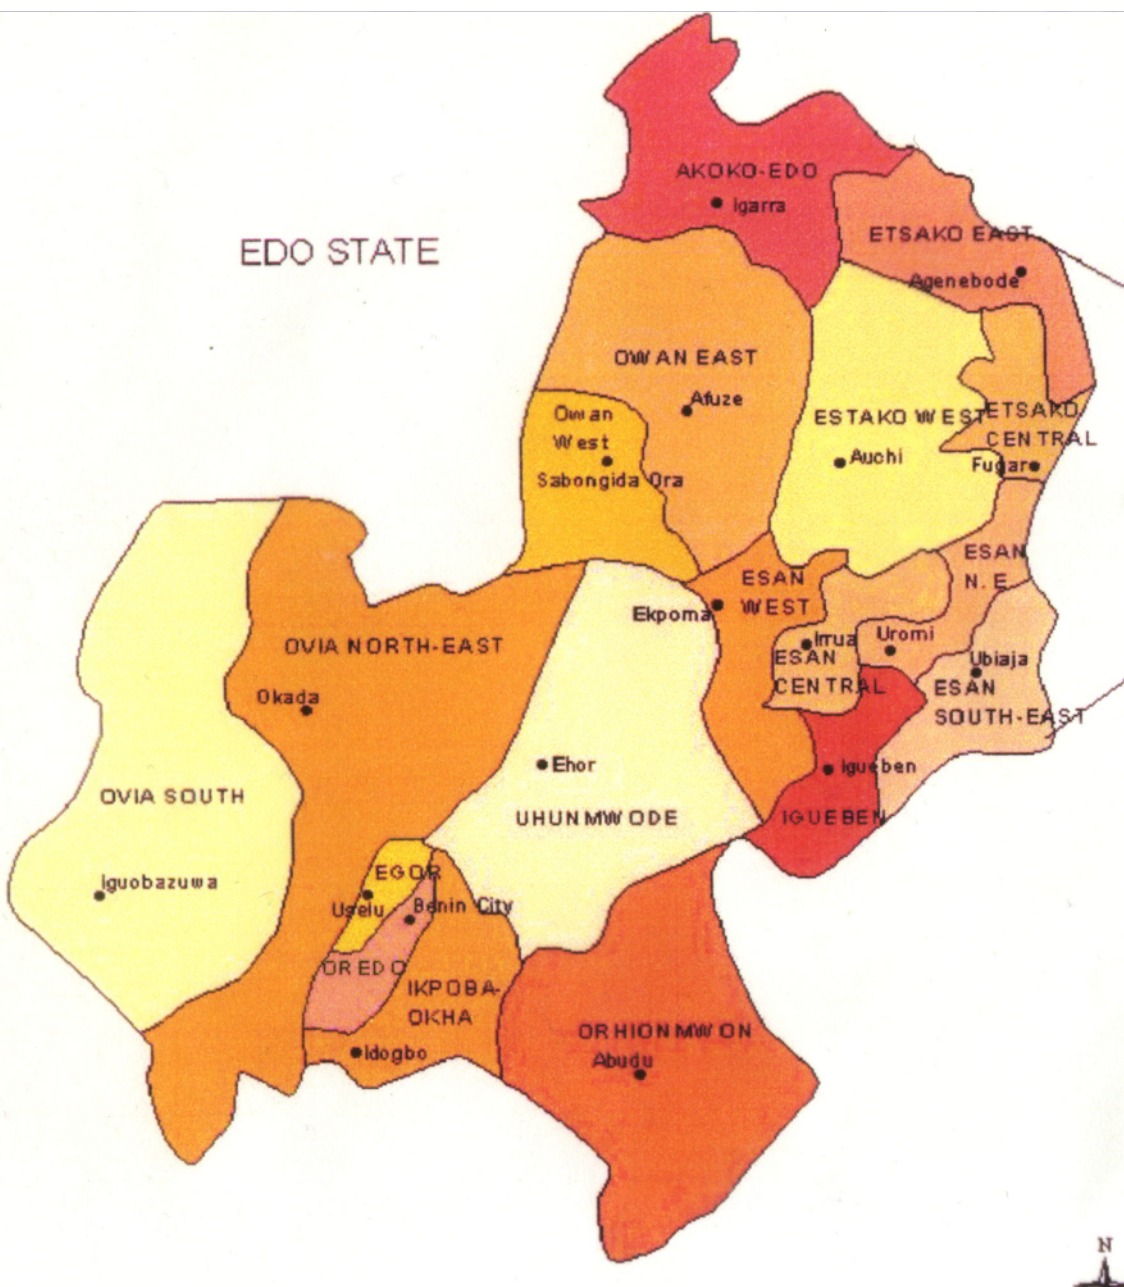 AKOKO-EDO
Igarra
EDO STATE
ETSAKO EAST
Agenebode
OWAN EAST
Afuze
Owan
West
Sabongida Ora
ESTAKO WEST
Auchi
ETSAKO
CENTRAL
Fugar
ESAN
N.E
ESAN
WEST
Ekpoma
Irrua
ESAN
CENTRAL
Uromi
Ubiaja
ESAN
SOUTH-EAST
OVIA NORTH-EAST
Okada
Ehor
UHUNMWODE
Igueben
IGUEBEN
OVIA SOUTH
Iguobazuwa
EGOR
Uselu
Benin City
OREDO
IKPOBA-
OKHA
Idogbo
ORHIONMWON
Abudu
N